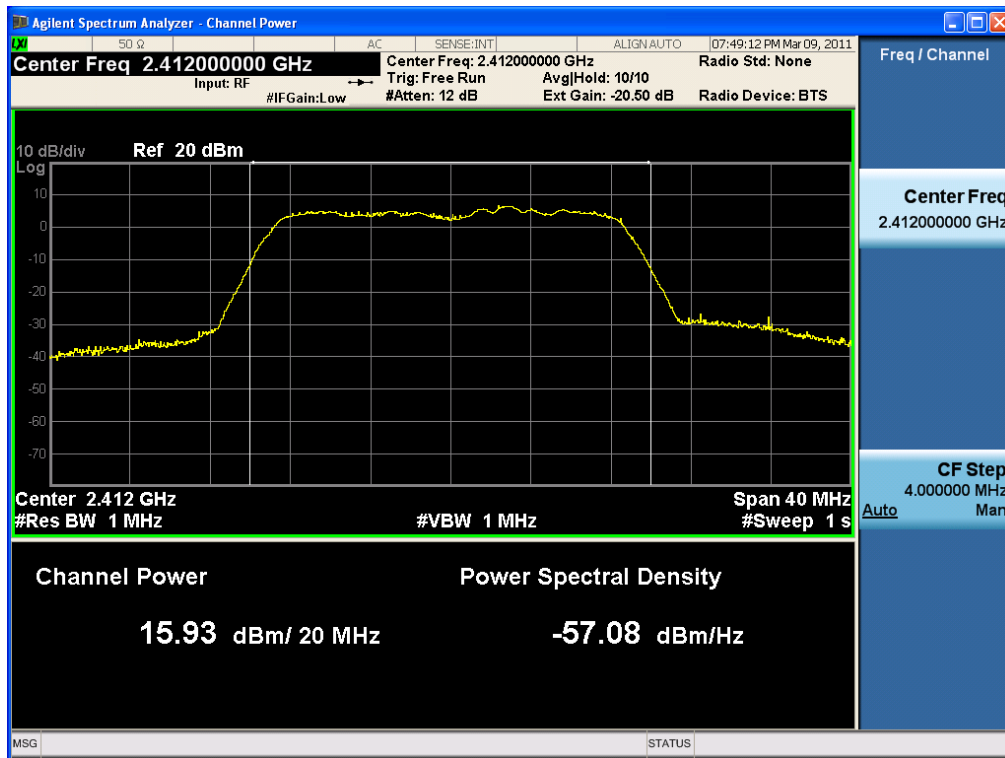 Agilent Spectrum Analyzer - Channel Power
LXI 50 Ω AC SENSE:INT ALIGN AUTO 07:49:12 PM Mar 09, 2011
Center Freq 2.412000000 GHz
Input: RF
#IFGain:Low
Center Freq: 2.412000000 GHz
Trig: Free Run
#Atten: 12 dB
Avg|Hold: 10/10
Ext Gain: -20.50 dB
Radio Std: None
Radio Device: BTS
Freq / Channel
10 dB/div Ref 20 dBm
Log
10
0
-10
-20
-30
-40
-50
-60
-70
Center 2.412 GHz Span 40 MHz
#Res BW 1 MHz #VBW 1 MHz #Sweep 1 s
Center Freq
2.412000000 GHz
CF Step
4.000000 MHz
Auto Man
Channel Power Power Spectral Density
15.93 dBm/ 20 MHz -57.08 dBm/Hz
MSG STATUS